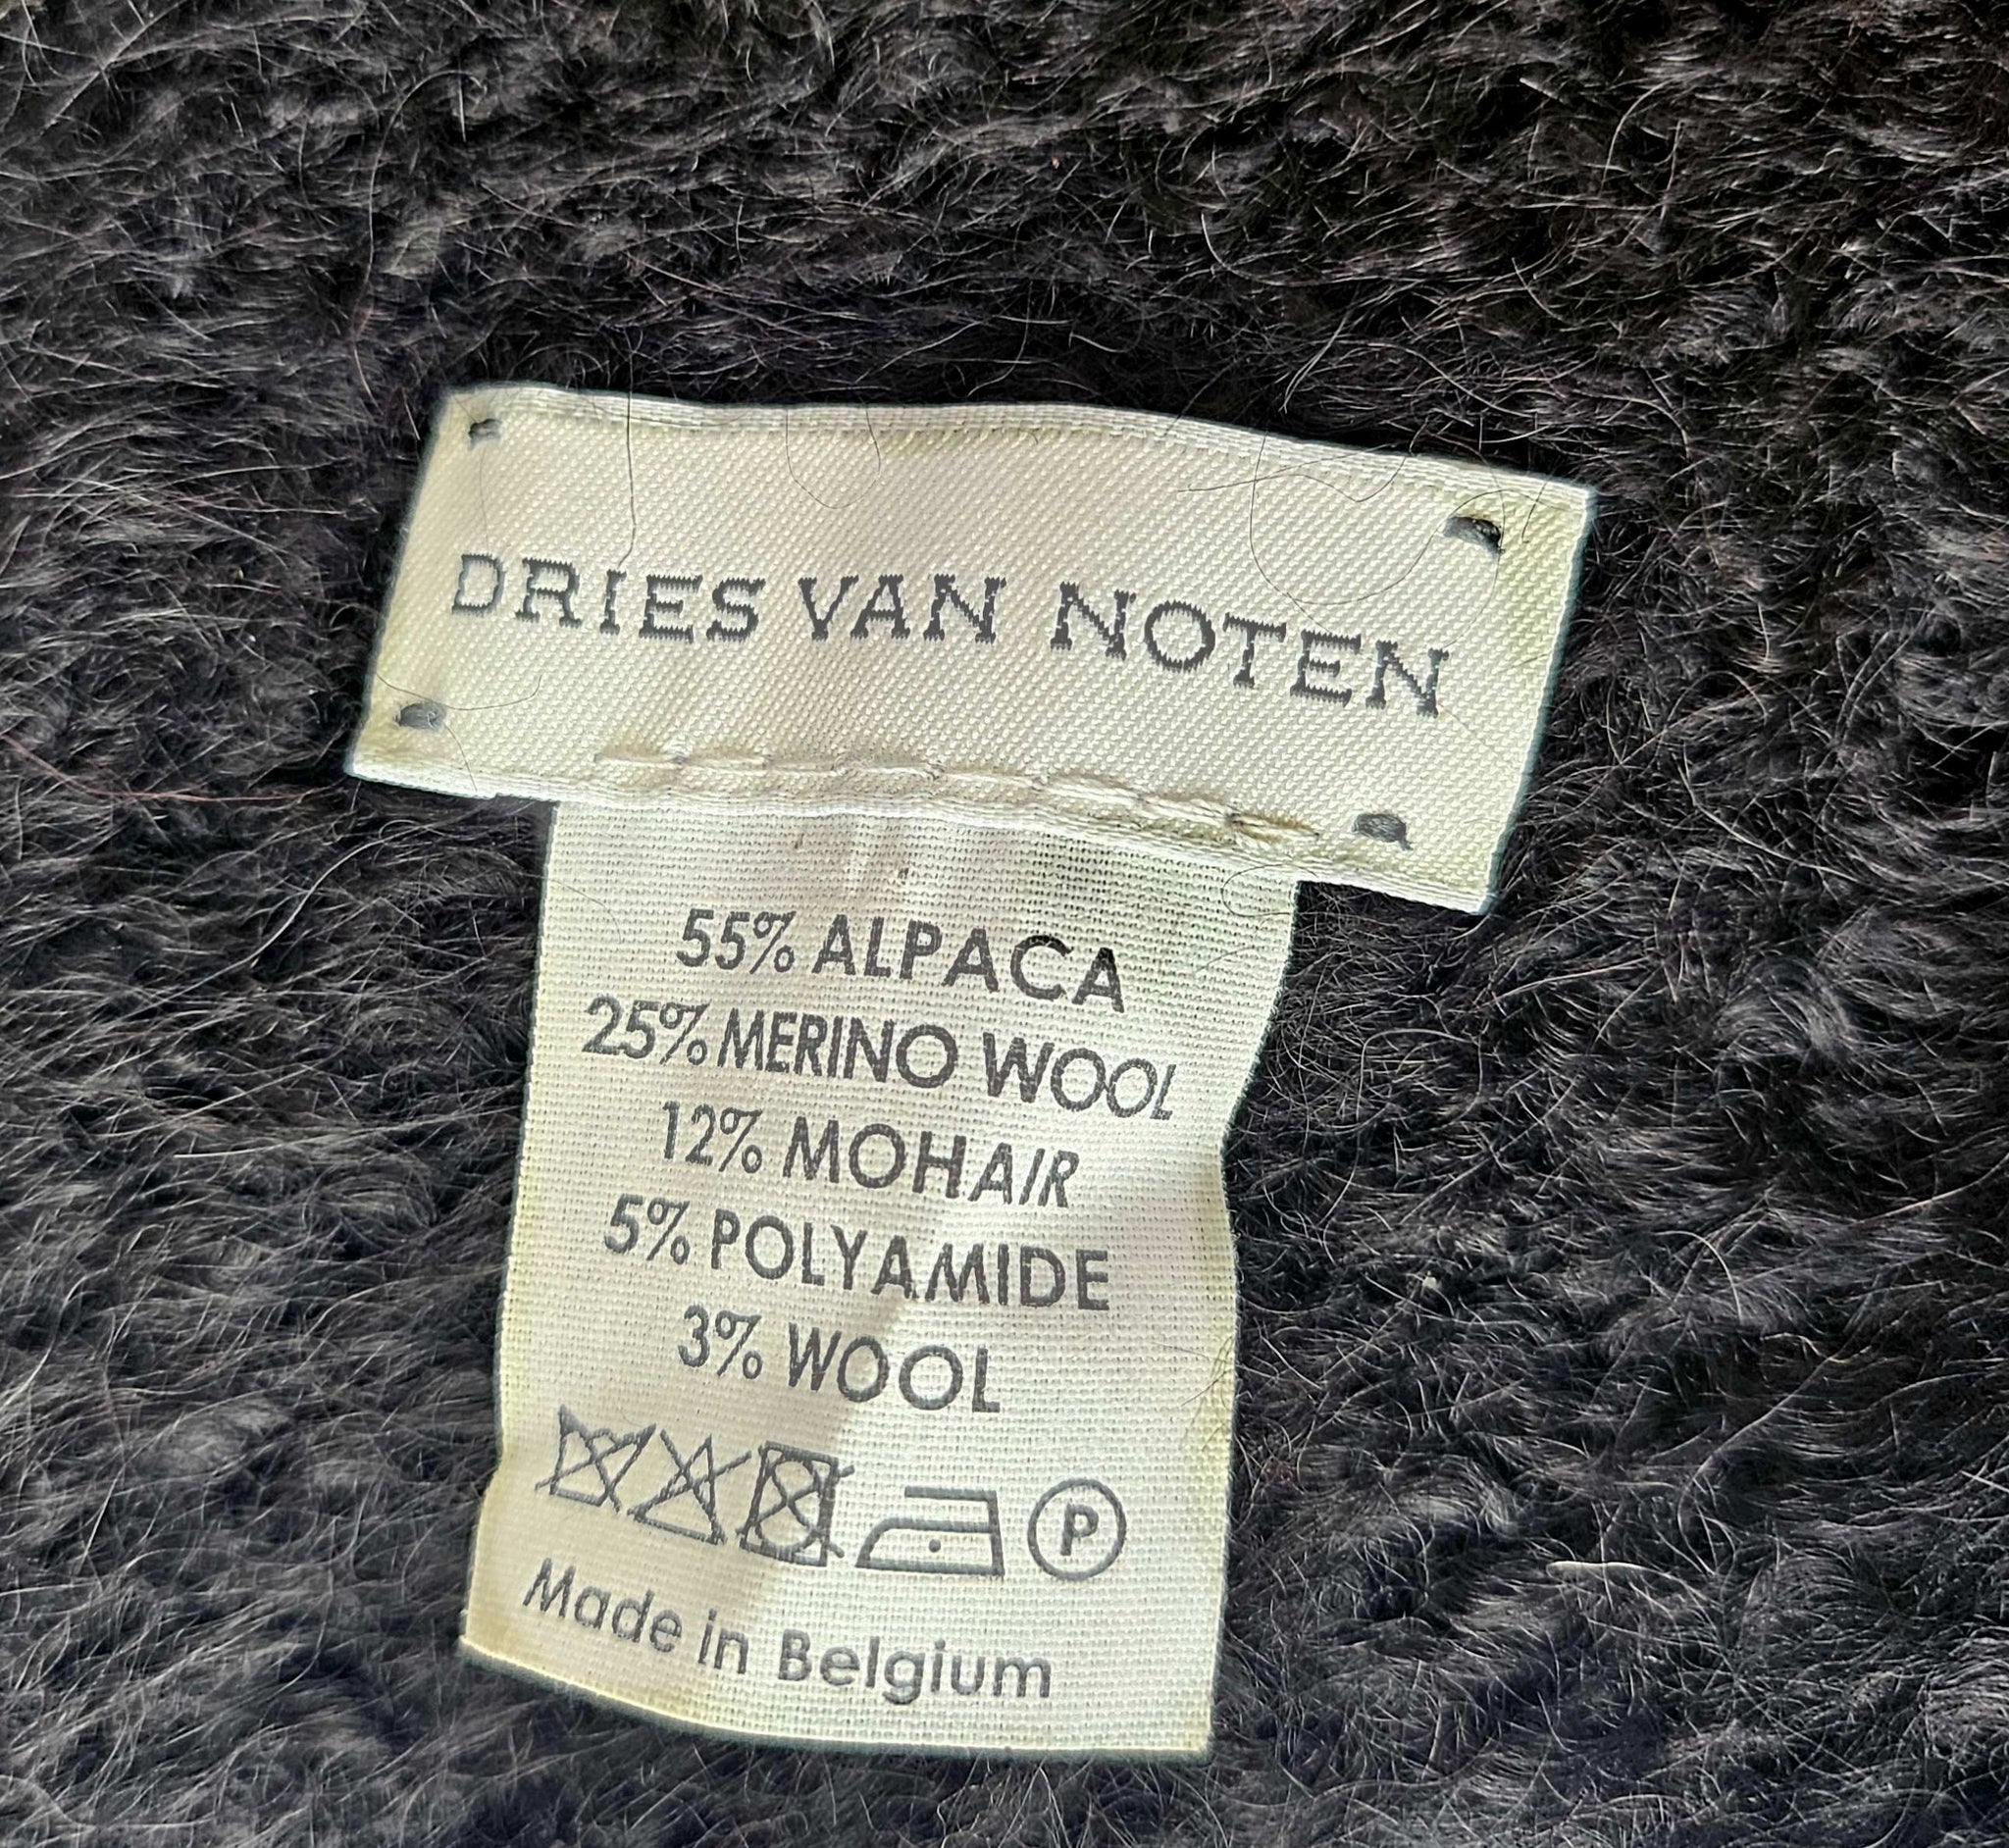 DRIES VAN NOTEN
55% ALPACA
25% MERINO WOOL
12% MOHAIR
5% POLYAMIDE
3% WOOL
P
Made in Belgium